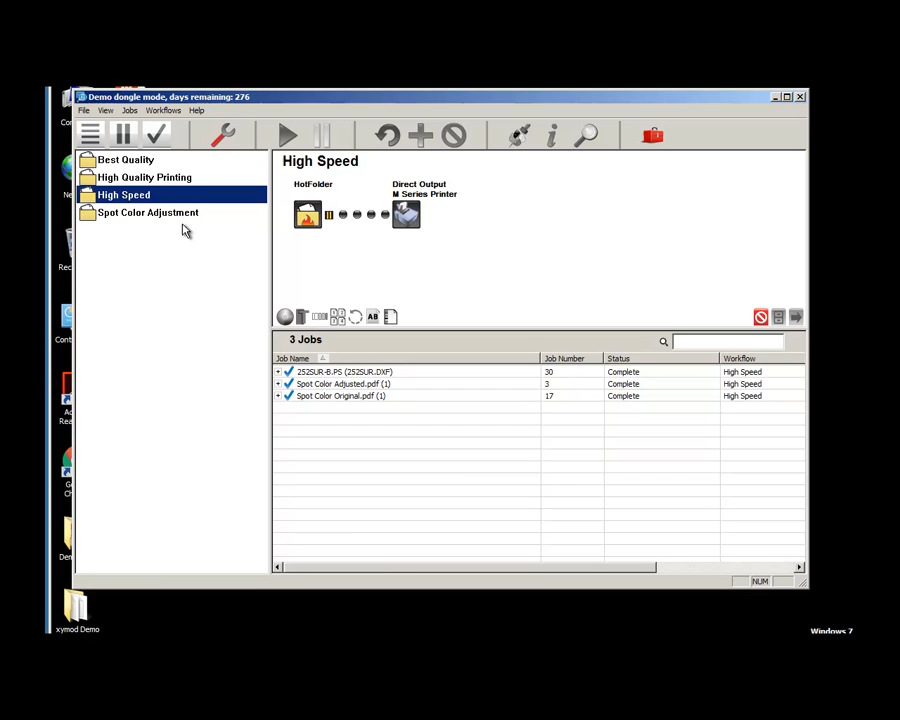 Demo dongle mode, days remaining: 276
File View Jobs Workflows Help
Best Quality
High Quality Printing
High Speed
Spot Color Adjustment
High Speed
HotFolder
Direct Output
M Series Printer
AB
3 Jobs
Job Name Job Number Status Workflow
252SUR-B.PS (252SUR.DXF) 30 Complete High Speed
Spot Color Adjusted.pdf (1) 3 Complete High Speed
Spot Color Original.pdf (1) 17 Complete High Speed
NUM
xymod Demo
Windows 7